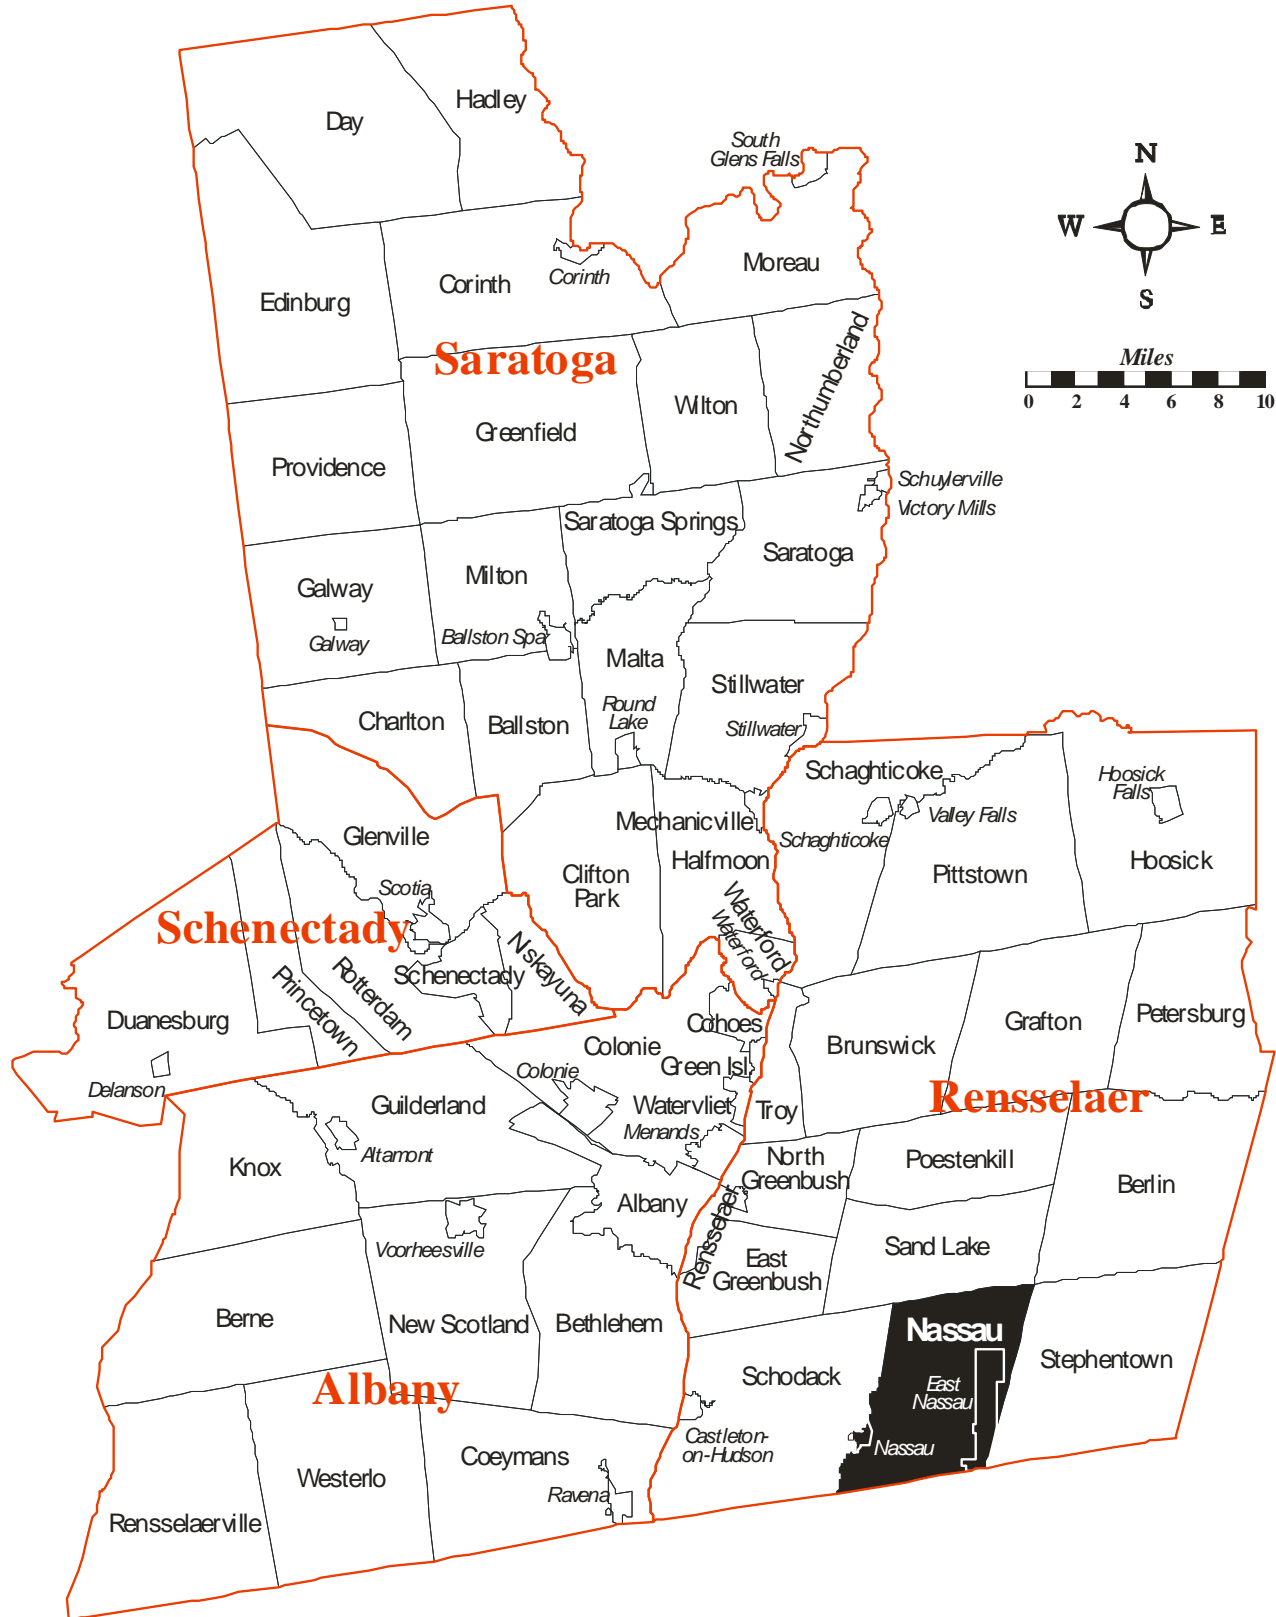 Hadley
Day
South
Glens Falls
N
W
E
S
Moreau
Corinth
Corinth
Edinburg
Saratoga
Miles
0 2 4 6 8 10
Northumberland
Wilton
Greenfield
Providence
Schuylerville
Victory Mills
Saratoga Springs
Saratoga
Milton
Galway
Galway
Ballston Spa
Malta
Stillwater
Round
Lake
Stillwater
Charlton
Ballston
Schaghticoke
Hoosick
Falls
Valley Falls
Schaghticoke
Mechanicville
Glenville
Halfmoon
Hoosick
Clifton
Park
Pittstown
Scotia
Waterford
Waterford
Schenectady
Niskayuna
Schenectady
Rotterdam
Princetown
Duanesburg
Cohoes
Petersburg
Grafton
Brunswick
Colonie
Green Isl.
Colonie
Delanson
Rensselaer
Guilderland
Watervliet
Troy
Menands
Altamont
Knox
North
Greenbush
Poestenkill
Berlin
Albany
Rensselaer
Voorheesville
Sand Lake
East
Greenbush
Berne
New Scotland
Bethlehem
Nassau
Stephentown
Schodack
Albany
East
Nassau
Castleton-
on-Hudson
Nassau
Coeymans
Westerlo
Ravena
Rensselaerville